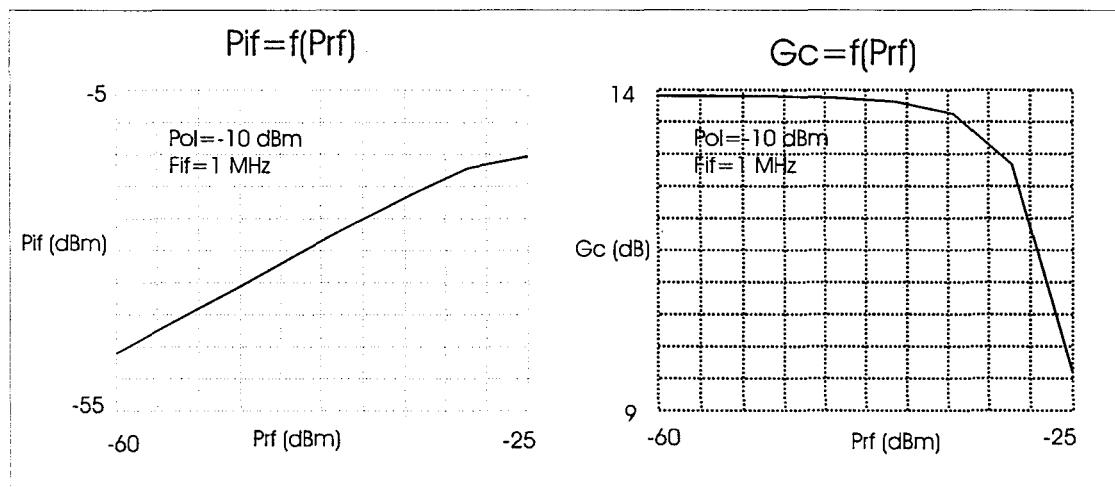 Pif=f(Prf)
-5
Pol=-10 dBm
Fif=1 MHz
Pif (dBm)
-55
-60
Prf (dBm)
-25
Gc=f(Prf)
14
Pol=-10 dBm
Fif=1 MHz
Gc (dB)
9
-60
Prf (dBm)
-25